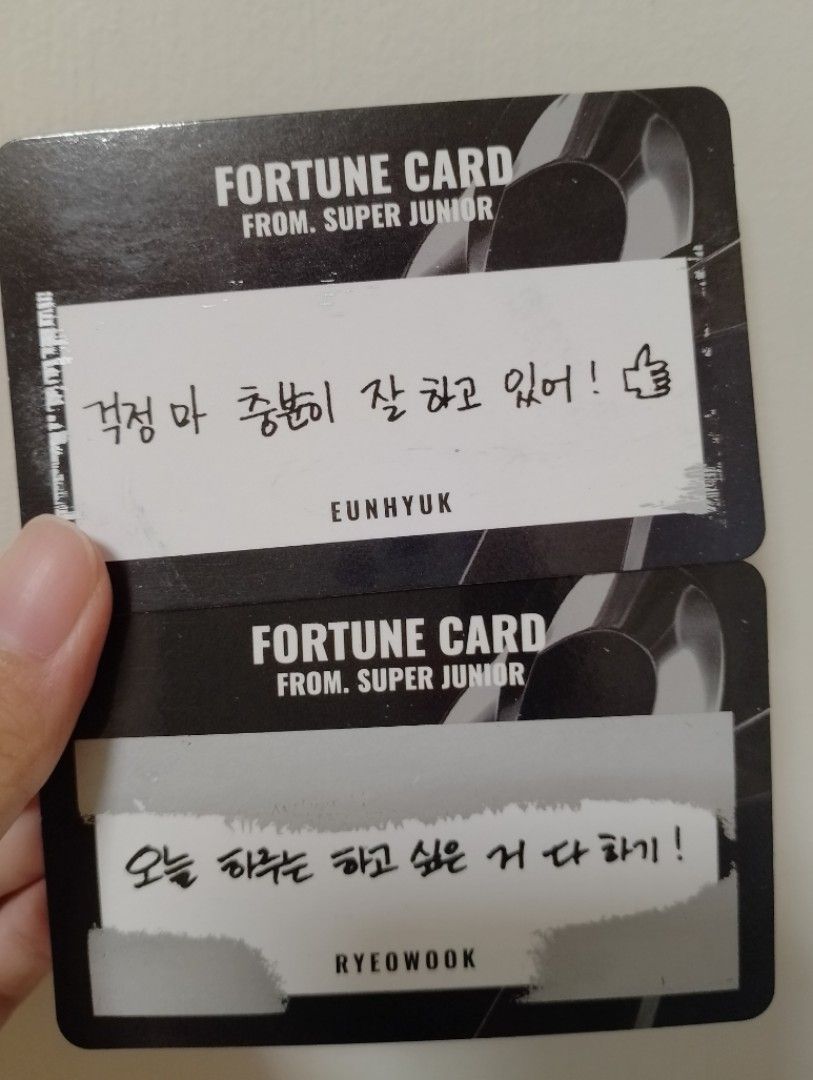 FORTUNE CARD
FROM. SUPER JUNIOR
걱정 마 충분히 잘 하고 있어!
EUNHYUK
FORTUNE CARD
FROM. SUPER JUNIOR
오늘 하루는 하고 싶은 거 다 하기!
RYEOWOOK